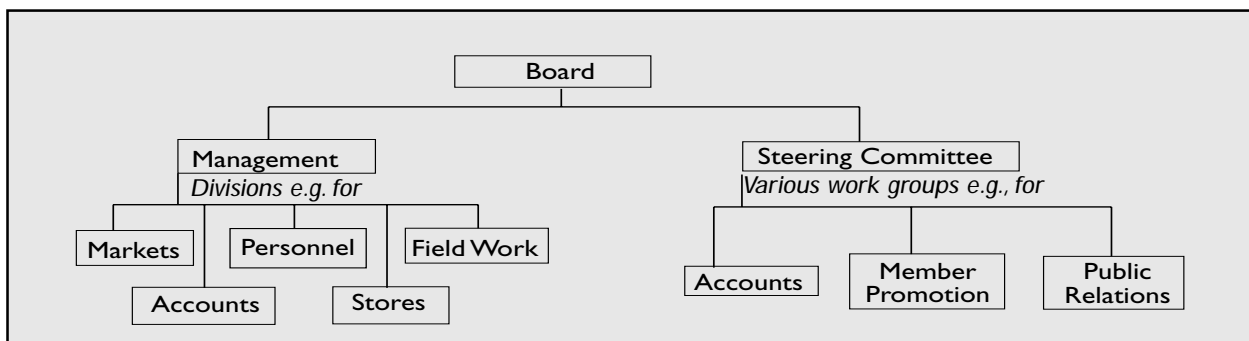 Board
Management
Divisions e.g. for
Markets
Accounts
Personnel
Stores
Field Work
Steering Committee
Various work groups e.g., for
Accounts
Member
Promotion
Public
Relations